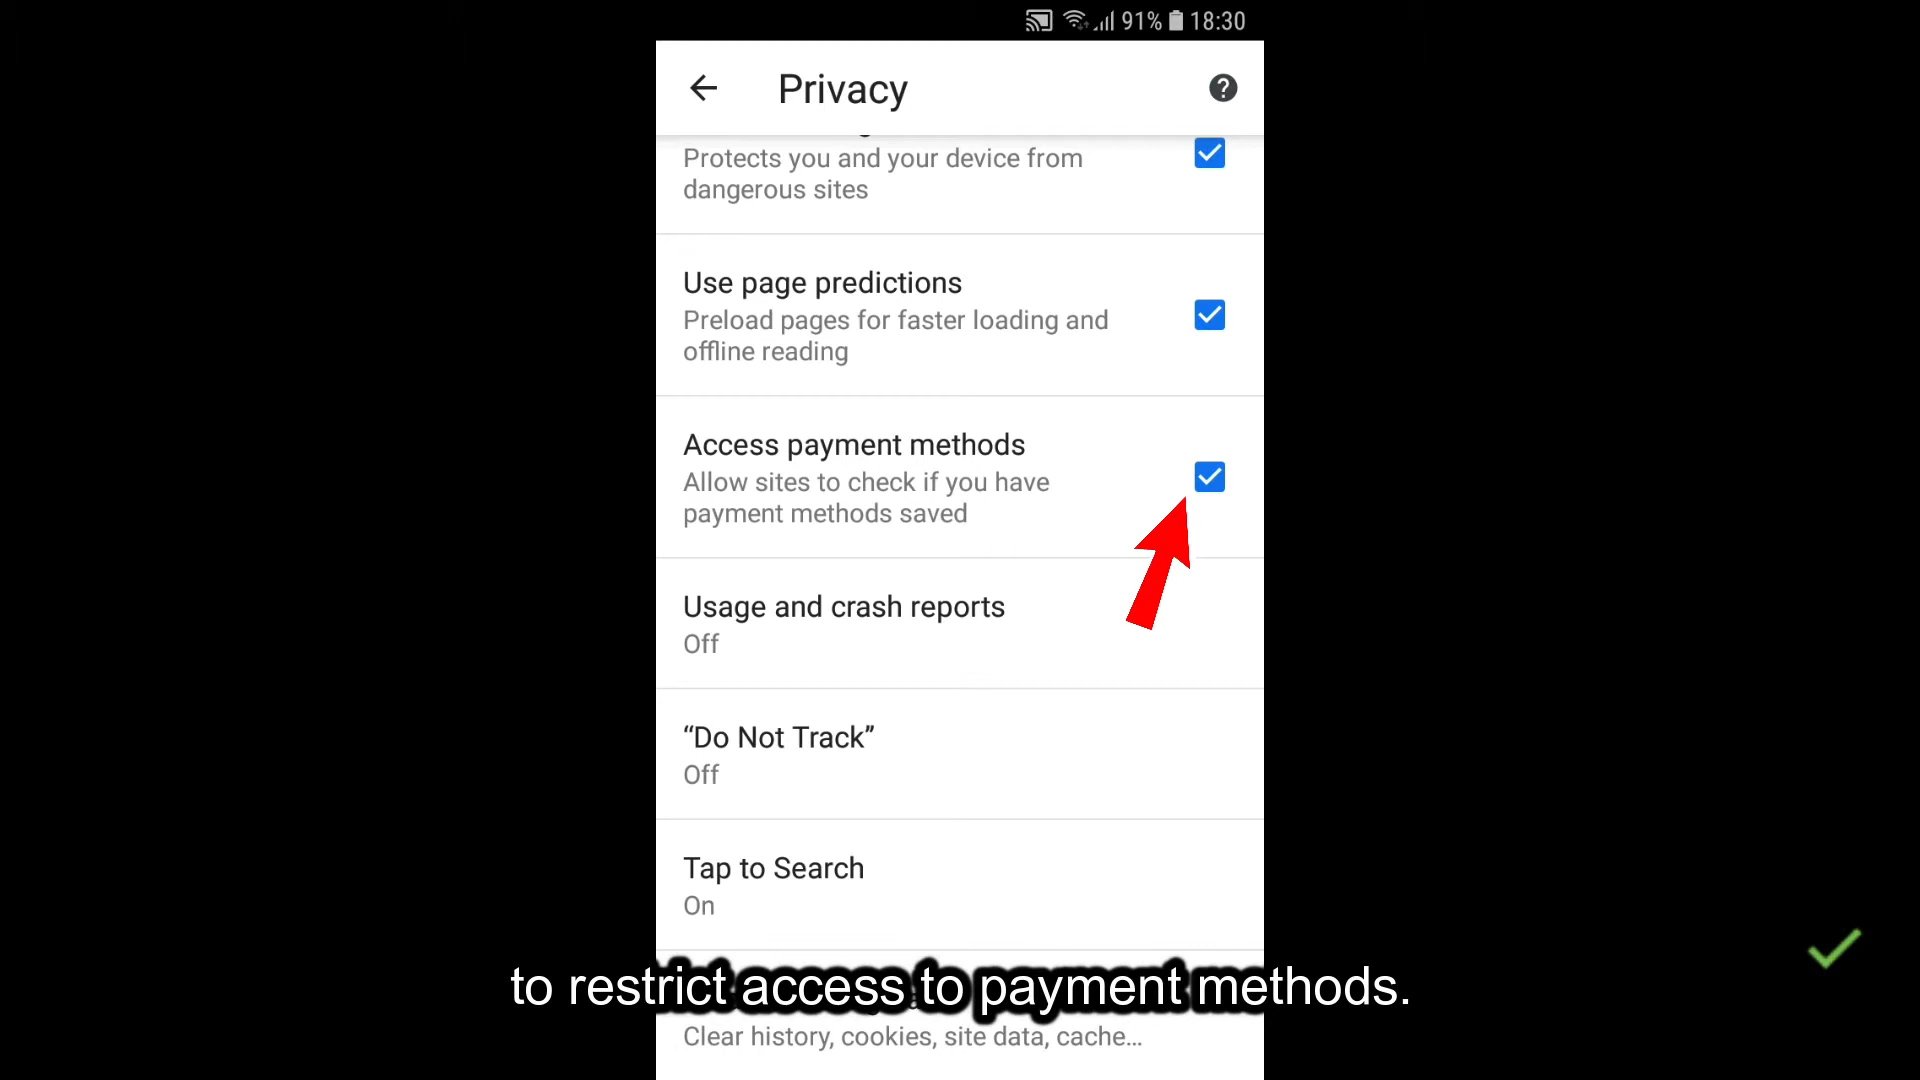 91% 18:30
Privacy
Protects you and your device from
dangerous sites
Use page predictions
Preload pages for faster loading and
offline reading
Access payment methods
Allow sites to check if you have
payment methods saved
Usage and crash reports
Off
“Do Not Track”
Off
Tap to Search
On
to restrict access to payment methods.
Clear history, cookies, site data, cache…